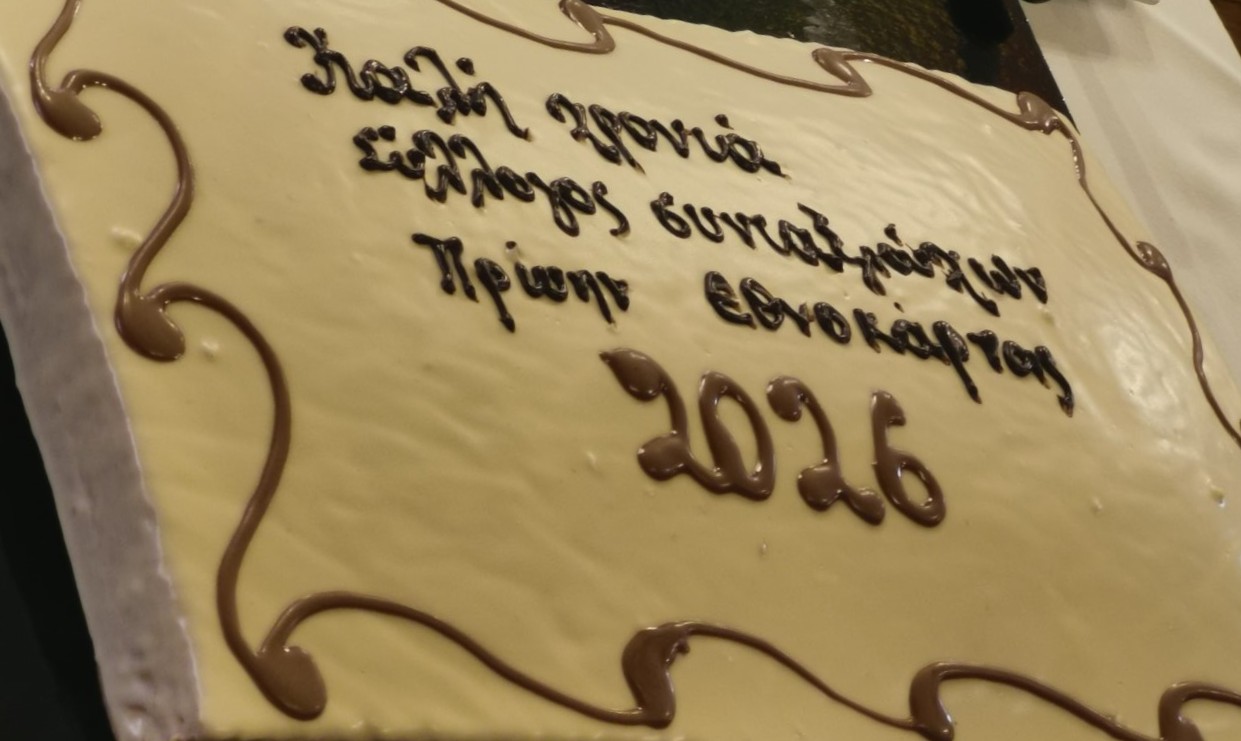 Καλή χρονιά
Σύλλογος συνταξιούχων
Πρώην Εθνοκάρτας
2026